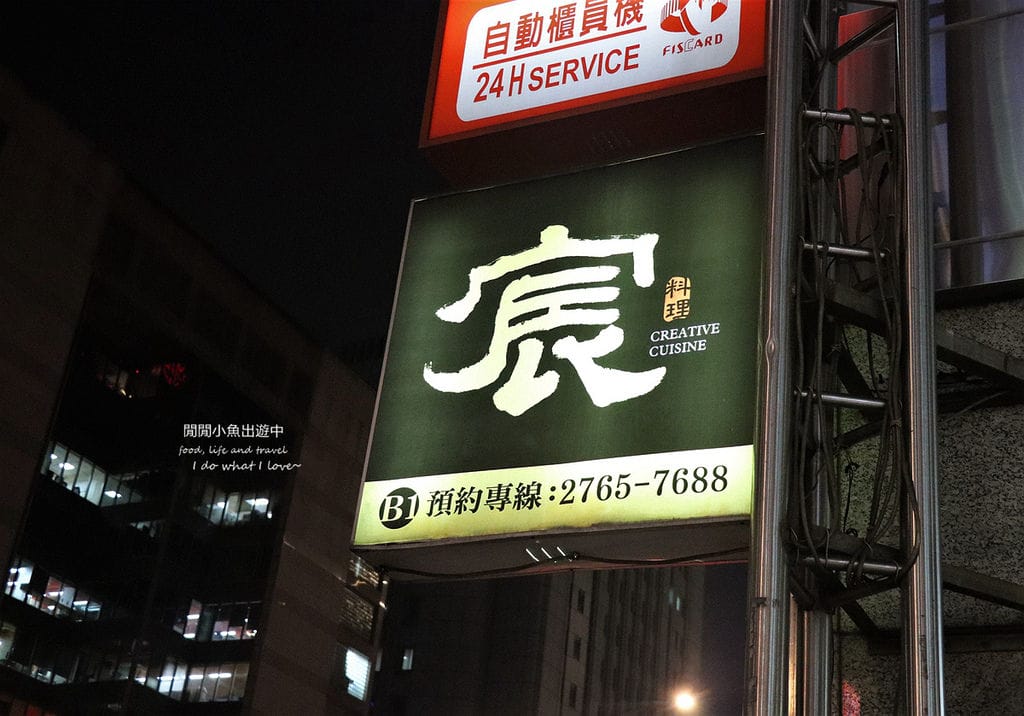 自動櫃員機
24H SERVICE
FISCARD
宸
料理
CREATIVE
CUISINE
B1 預約專線:2765-7688
閒閒小魚出遊中
food, life and travel
I do what I love~